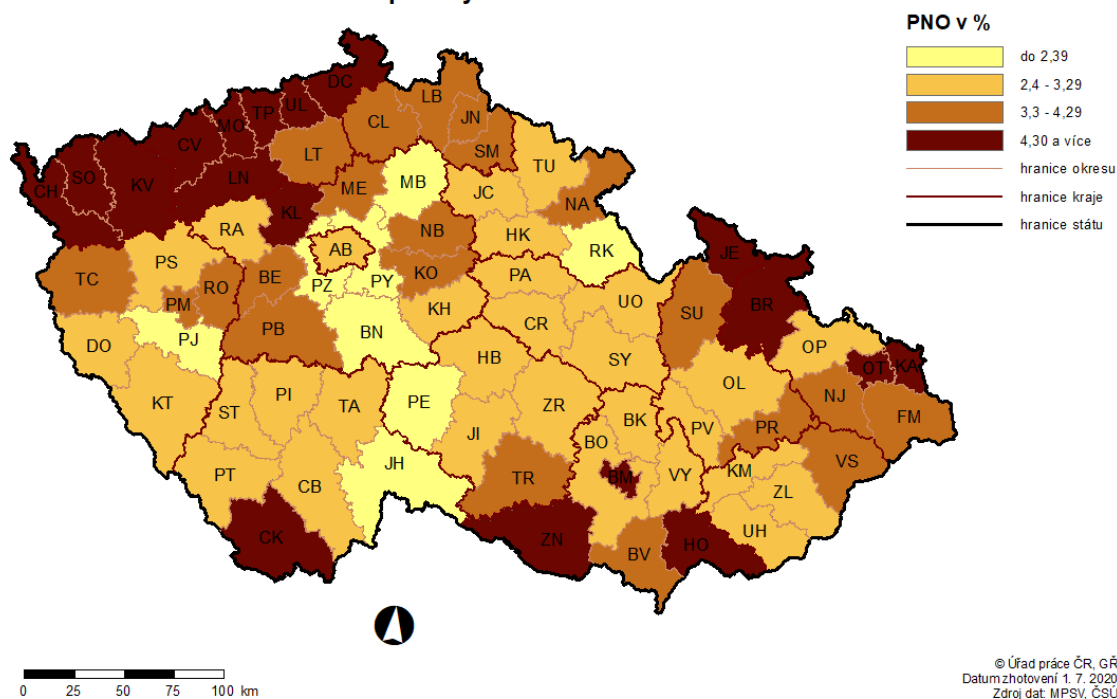 PNO v %
do 2,39
2,4 - 3,29
3,3 - 4,29
4,30 a více
hranice okresu
hranice kraje
hranice státu
DC
LB
UL
TP
MO
JN
CL
CV
SM
LT
TU
LN
SO
KV
CH
MB
ME
JC
NA
KL
RA
NB
HK
RK
AB
JE
PS
KO
PA
TC
RO
BE
PZ
PY
UO
BR
PM
KH
SU
PB
CR
BN
PJ
DO
OP
SY
HB
OT
KA
OL
KT
PI
PE
ZR
NJ
TA
ST
FM
BK
PR
PV
JI
BO
VS
JH
KM
PT
TR
BM
VY
CB
ZL
UH
CK
ZN
HO
BV
0 25 50 75 100 km
© Úřad práce ČR, GŘ
Datum zhotovení 1. 7. 2020
Zdroj dat: MPSV, ČSÚ